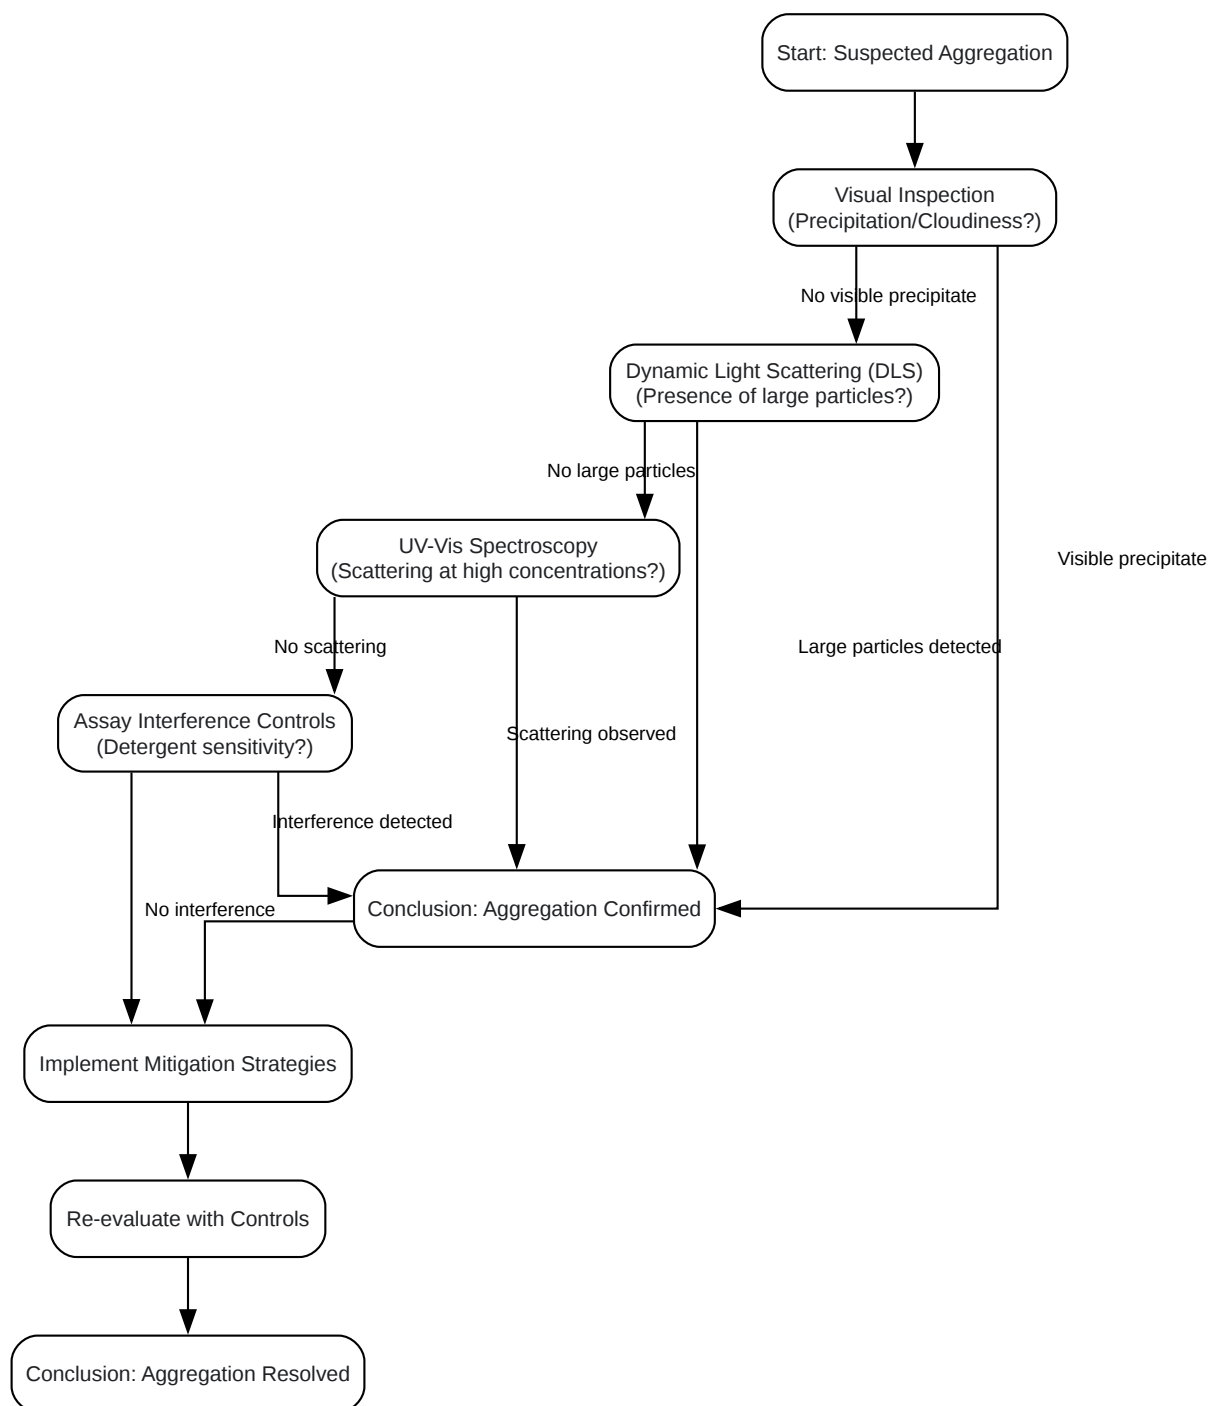 Start: Suspected Aggregation
Visual Inspection
(Precipitation/Cloudiness?)
No visible precipitate
Dynamic Light Scattering (DLS)
(Presence of large particles?)
No large particles
UV-Vis Spectroscopy
(Scattering at high concentrations?)
Visible precipitate
No scattering
Large particles detected
Assay Interference Controls
(Detergent sensitivity?)
Scattering observed
Interference detected
No interference
Conclusion: Aggregation Confirmed
Implement Mitigation Strategies
Re-evaluate with Controls
Conclusion: Aggregation Resolved